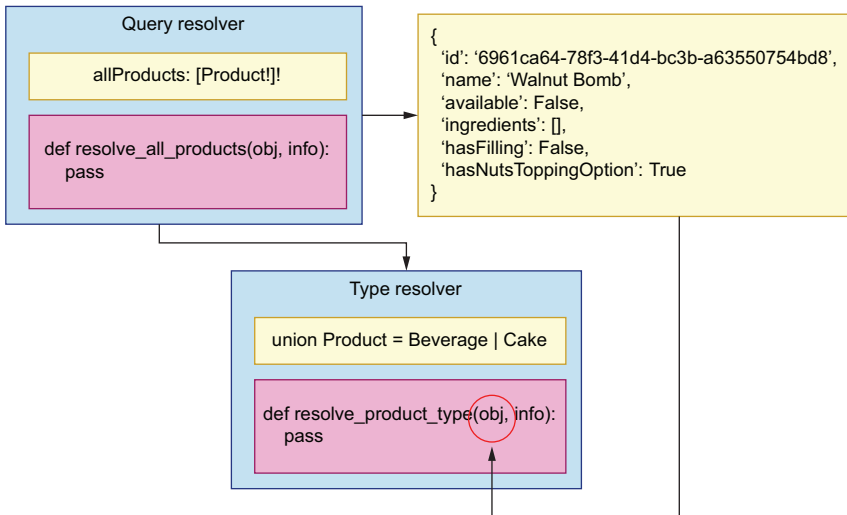 Query resolver
allProducts: [Product!]!
def resolve_all_products(obj, info):
pass
{
‘id’: ‘6961ca64-78f3-41d4-bc3b-a63550754bd8’,
‘name’: ‘Walnut Bomb’,
‘available’: False,
‘ingredients’: [],
‘hasFilling’: False,
‘hasNutsToppingOption’: True
}
Type resolver
union Product = Beverage | Cake
def resolve_product_type(obj, info):
pass